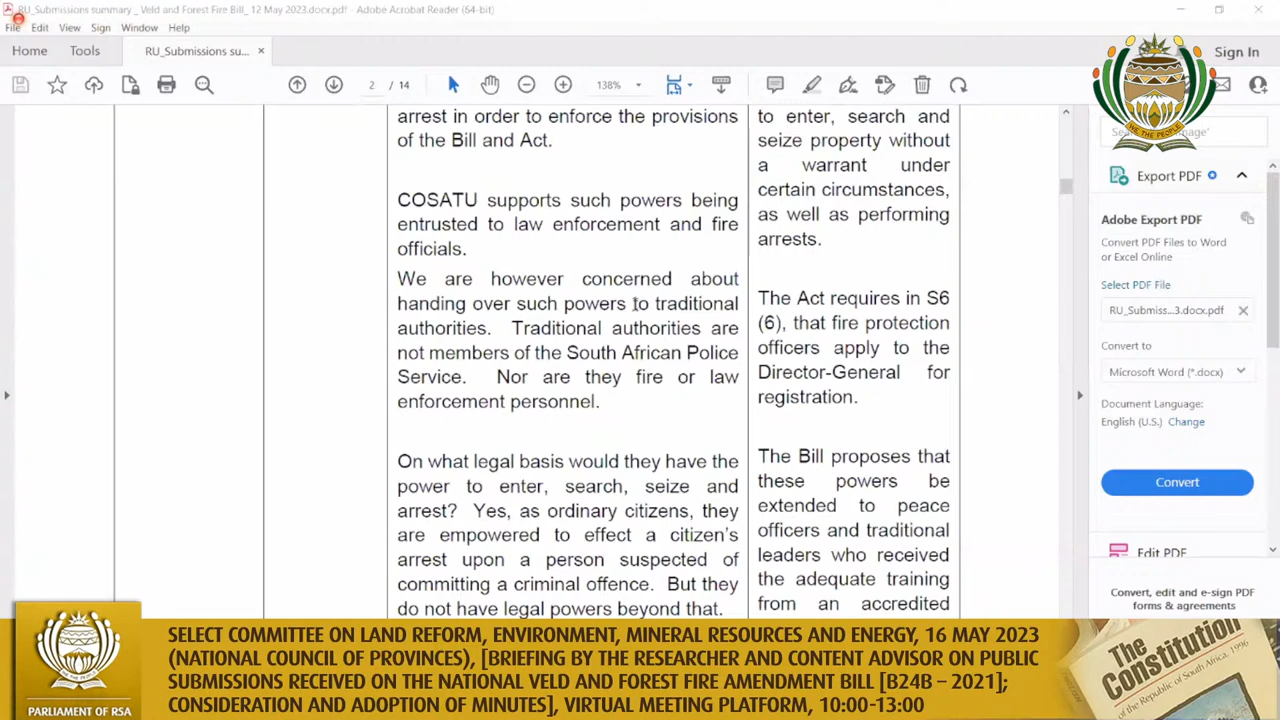 RU_Submissions summary _ Veld and Forest Fire Bill_ 12 May 2023.docx.pdf - Adobe Acrobat Reader (64-bit)
File Edit View Sign Window Help
Home Tools RU_Submissions su... × Sign In
2 / 14 138%
arrest in order to enforce the provisions
of the Bill and Act.
COSATU supports such powers being
entrusted to law enforcement and fire
officials.
We are however concerned about
handing over such powers to traditional
authorities. Traditional authorities are
not members of the South African Police
Service. Nor are they fire or law
enforcement personnel.
On what legal basis would they have the
power to enter, search, seize and
arrest? Yes, as ordinary citizens, they
are empowered to effect a citizen's
arrest upon a person suspected of
committing a criminal offence. But they
do not have legal powers beyond that.
to enter, search and
seize property without
a warrant under
certain circumstances,
as well as performing
arrests.
The Act requires in S6
(6), that fire protection
officers apply to the
Director-General for
registration.
The Bill proposes that
these powers be
extended to peace
officers and traditional
leaders who received
the adequate training
from an accredited
WE, THE PEOPLE
Export PDF
Adobe Export PDF
Convert PDF Files to Word
or Excel Online
Select PDF File
RU_Submiss...3.docx.pdf
Convert to
Microsoft Word (*.docx)
Document Language:
English (U.S.) Change
Convert
Edit PDF
Convert, edit and e-sign PDF
forms & agreements
PARLIAMENT OF RSA
SELECT COMMITTEE ON LAND REFORM, ENVIRONMENT, MINERAL RESOURCES AND ENERGY, 16 MAY 2023
(NATIONAL COUNCIL OF PROVINCES), [BRIEFING BY THE RESEARCHER AND CONTENT ADVISOR ON PUBLIC
SUBMISSIONS RECEIVED ON THE NATIONAL VELD AND FOREST FIRE AMENDMENT BILL [B24B – 2021];
CONSIDERATION AND ADOPTION OF MINUTES], VIRTUAL MEETING PLATFORM, 10:00-13:00
The
Constitution
of the Republic of South Africa, 1996